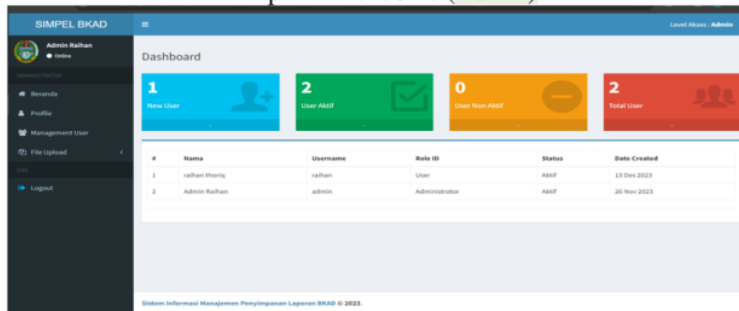 SIMPEL BKAD
Level Akses : Admin
Admin Raihan
Online
ADMINISTRATOR
Beranda
Profile
Management User
File Upload
END
Logout
Dashboard
1
New User
2
User Aktif
0
User Non Aktif
2
Total User
# Nama Username Role ID Status Date Created
1 raihan thoriq raihan User Aktif 13 Des 2023
2 Admin Raihan admin Administrator Aktif 26 Nov 2023
Sistem Informasi Manajemen Penyimpanan Laporan BKAD © 2023.